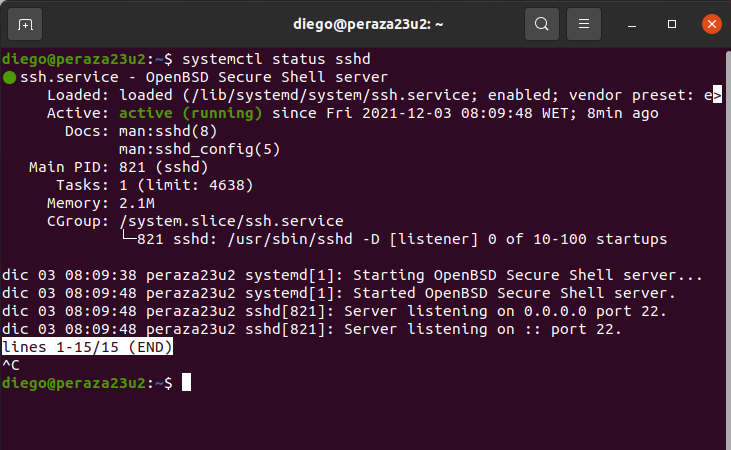 diego@peraza23u2: ~
diego@peraza23u2:~$ systemctl status sshd
● ssh.service - OpenBSD Secure Shell server
     Loaded: loaded (/lib/systemd/system/ssh.service; enabled; vendor preset: e>
     Active: active (running) since Fri 2021-12-03 08:09:48 WET; 8min ago
       Docs: man:sshd(8)
             man:sshd_config(5)
   Main PID: 821 (sshd)
      Tasks: 1 (limit: 4638)
     Memory: 2.1M
     CGroup: /system.slice/ssh.service
             └─821 sshd: /usr/sbin/sshd -D [listener] 0 of 10-100 startups
dic 03 08:09:38 peraza23u2 systemd[1]: Starting OpenBSD Secure Shell server...
dic 03 08:09:48 peraza23u2 systemd[1]: Started OpenBSD Secure Shell server.
dic 03 08:09:48 peraza23u2 sshd[821]: Server listening on 0.0.0.0 port 22.
dic 03 08:09:48 peraza23u2 sshd[821]: Server listening on :: port 22.
lines 1-15/15 (END)
^C
diego@peraza23u2:~$